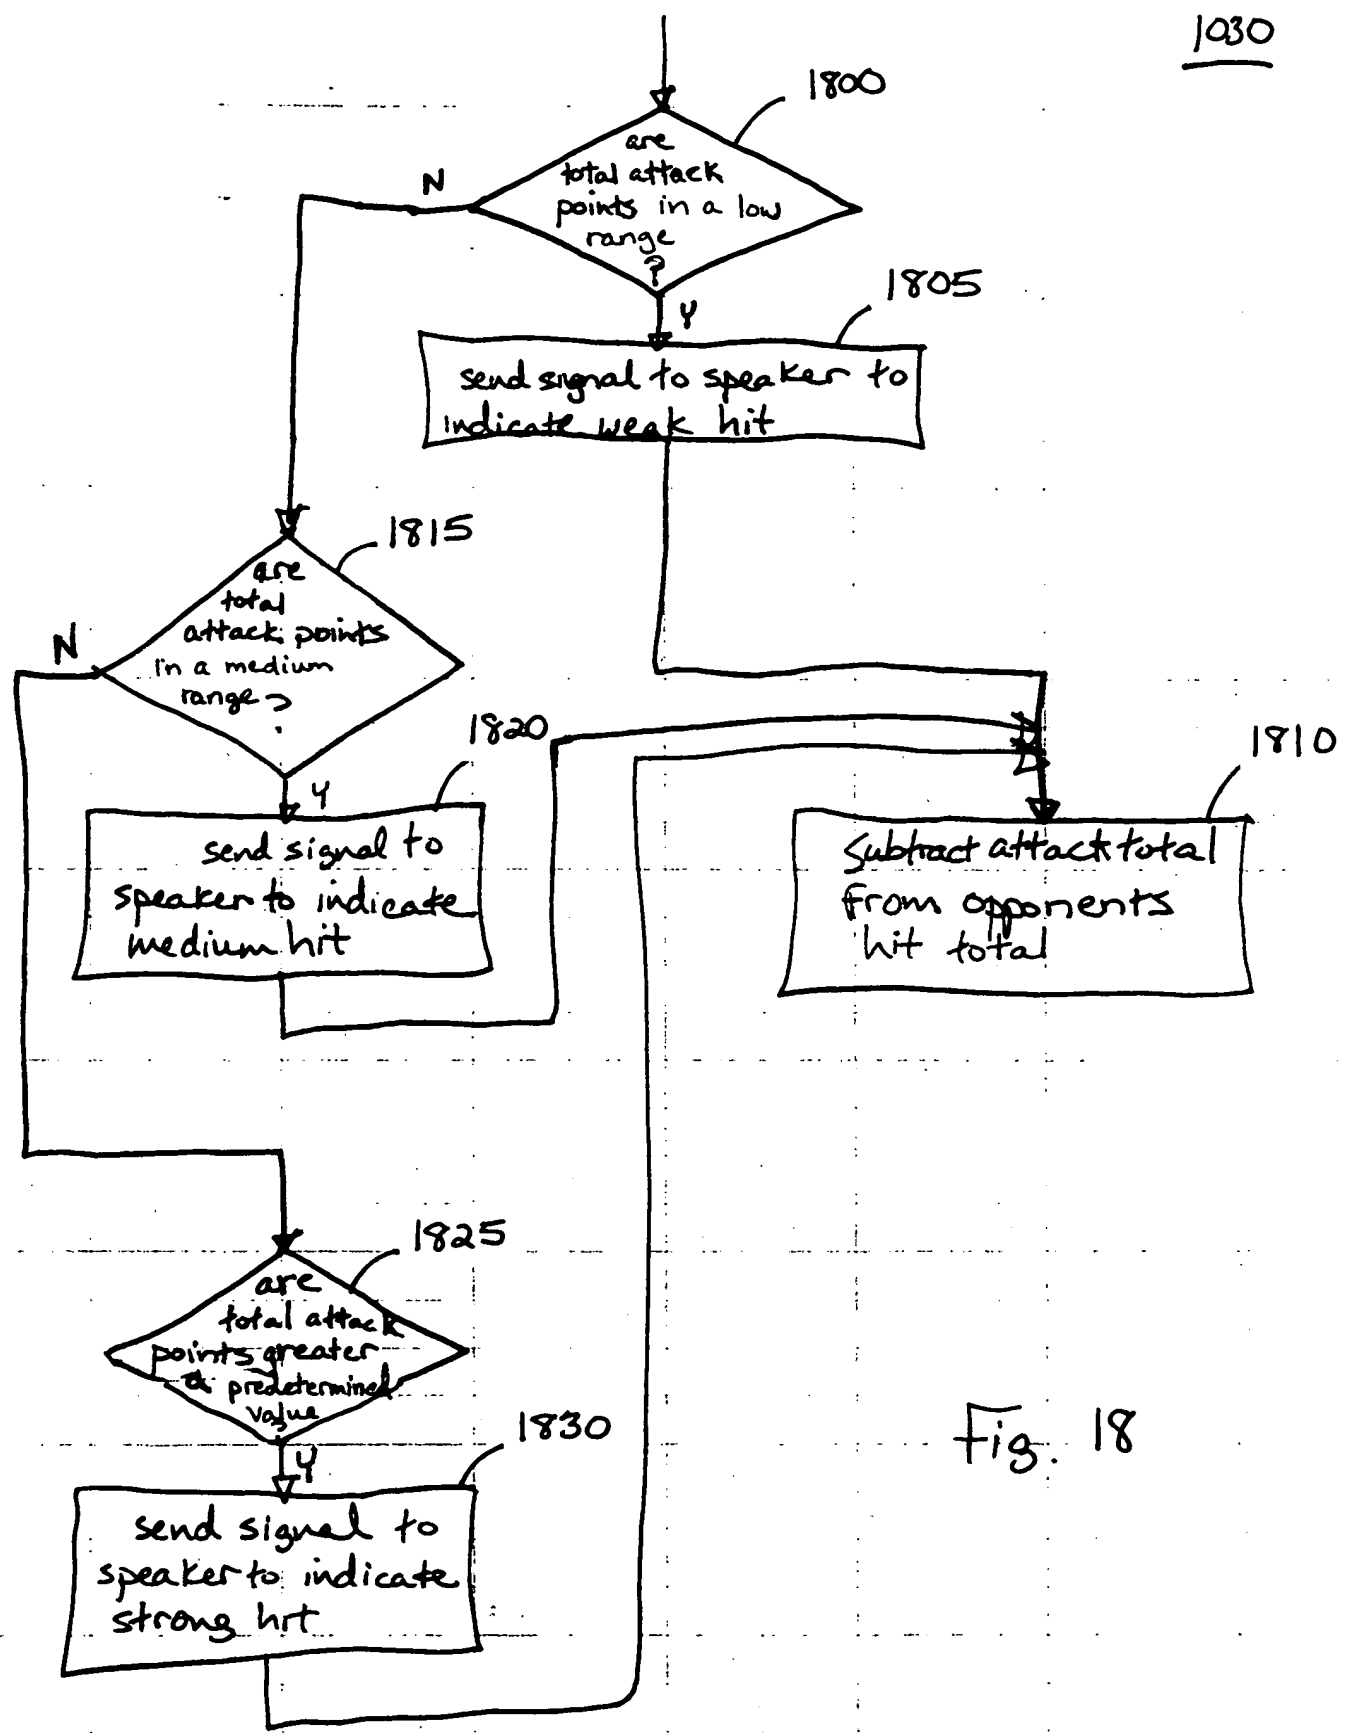 1030
1800
are
total attack
points in a low
range
?
N
Y
1805
send signal to speaker to
indicate weak hit
1815
are
total
attack points
in a medium
range ?
N
Y
1820
send signal to
speaker to indicate
medium hit
1810
Subtract attack total
from opponents
hit total
1825
are
total attack
points greater
a predetermined
value
Y
1830
send signal to
speaker to indicate
strong hit
Fig. 18